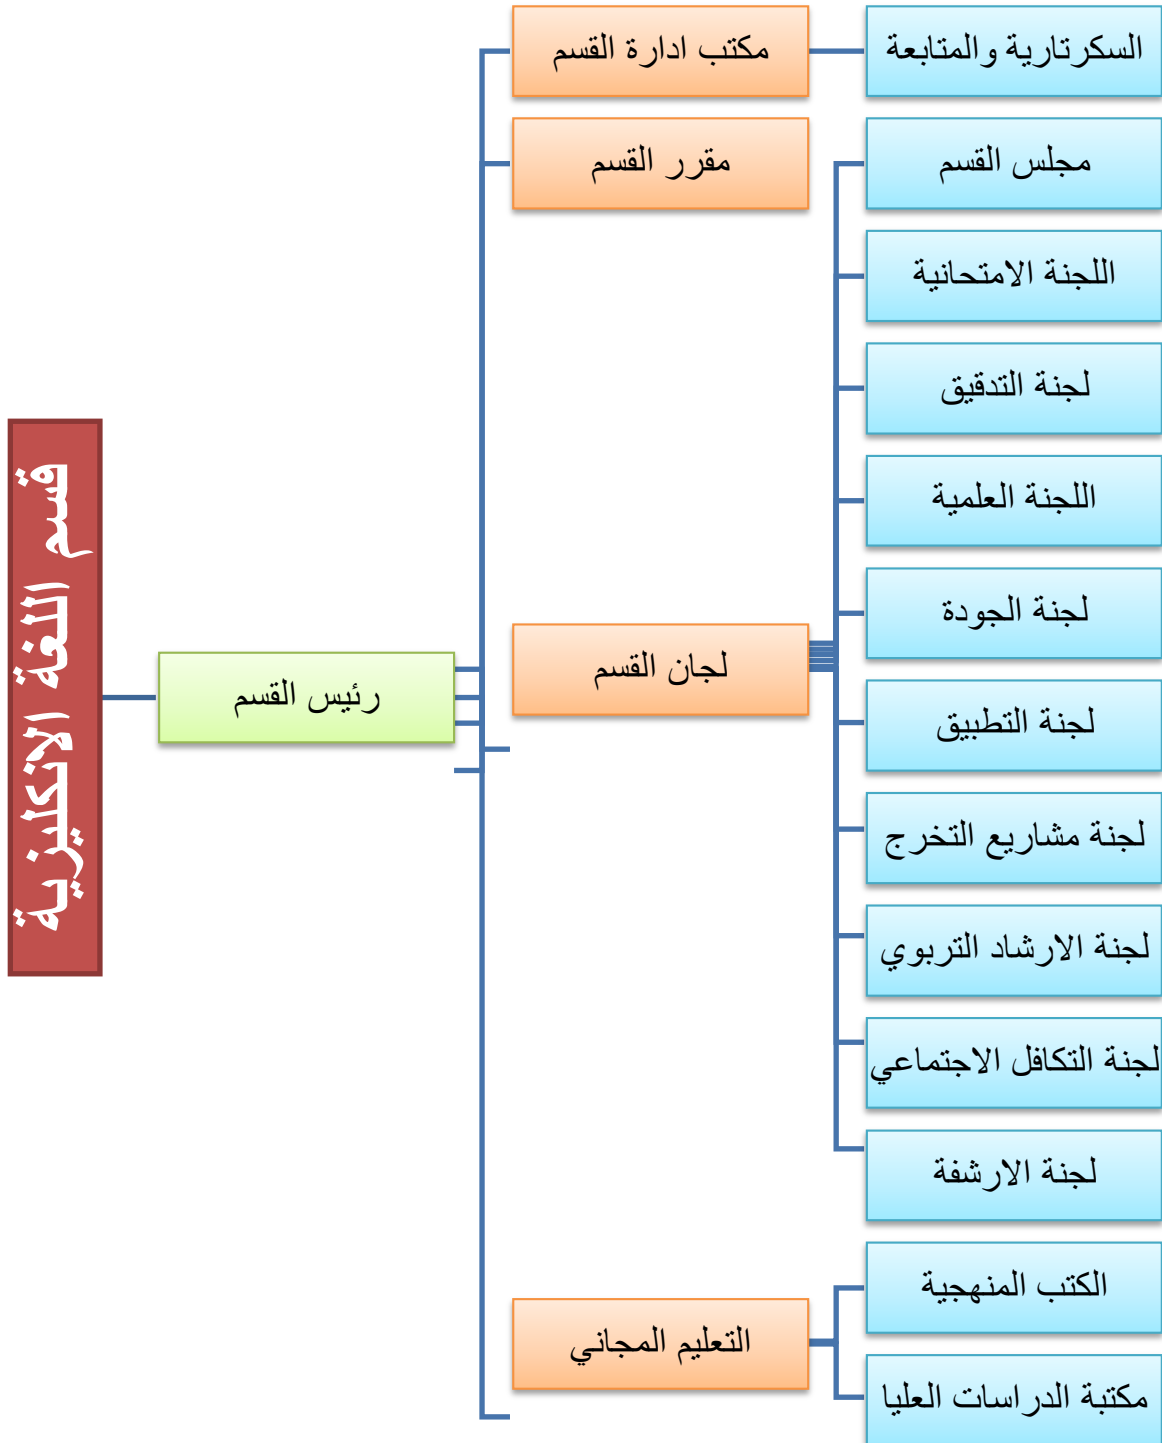 قسم اللغة الانكليزية
رئيس القسم
مكتب ادارة القسم
السكرتارية والمتابعة
مقرر القسم
لجان القسم
مجلس القسم
اللجنة الامتحانية
لجنة التدقيق
اللجنة العلمية
لجنة الجودة
لجنة التطبيق
لجنة مشاريع التخرج
لجنة الارشاد التربوي
لجنة التكافل الاجتماعي
لجنة الارشفة
التعليم المجاني
الكتب المنهجية
مكتبة الدراسات العليا